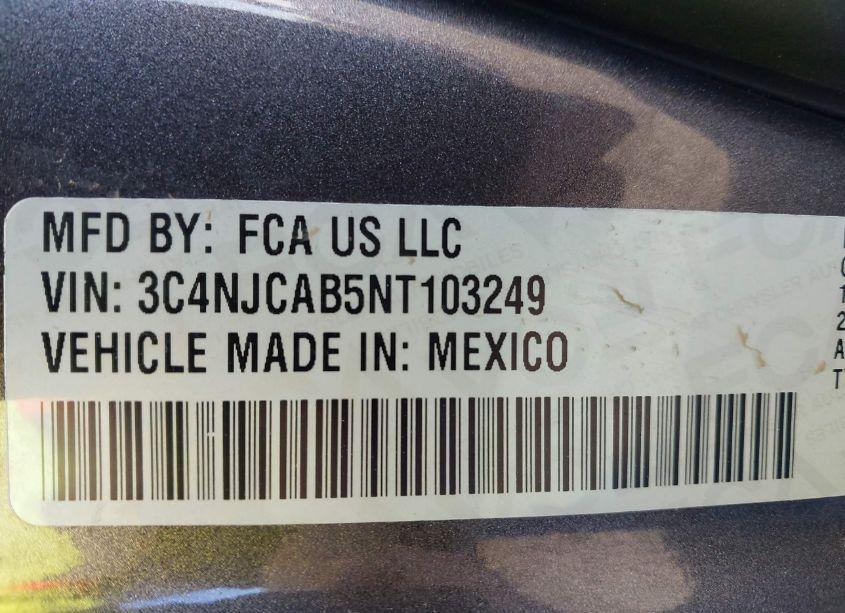 MFD BY: FCA US LLC
VIN: 3C4NJCAB5NT103249
VEHICLE MADE IN: MEXICO